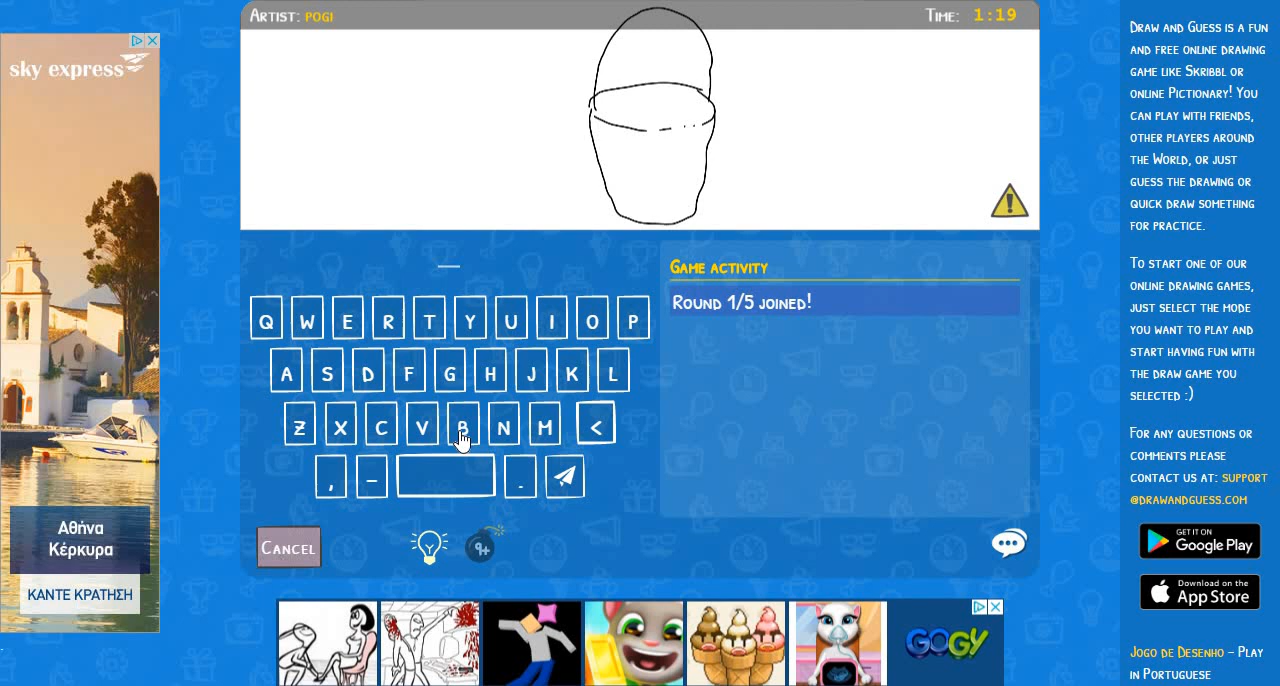 Artist: pogi
Time: 1:19
sky express
Αθήνα
Κέρκυρα
ΚΑΝΤΕ ΚΡΑΤΗΣΗ
Game activity
Round 1/5 joined!
Q W E R T Y U I O P
A S D F G H J K L
Z X C V B N M <
, – .
Cancel
9+
GOGY
Draw and Guess is a fun
and free online drawing
game like Skribbl or
online Pictionary! You
can play with friends,
other players around
the World, or just
guess the drawing or
quick draw something
for practice.
To start one of our
online drawing games,
just select the mode
you want to play and
start having fun with
the draw game you
selected :)
For any questions or
comments please
contact us at: support
@drawandguess.com
GET IT ON
Google Play
Download on the
App Store
Jogo de Desenho – Play
in Portuguese